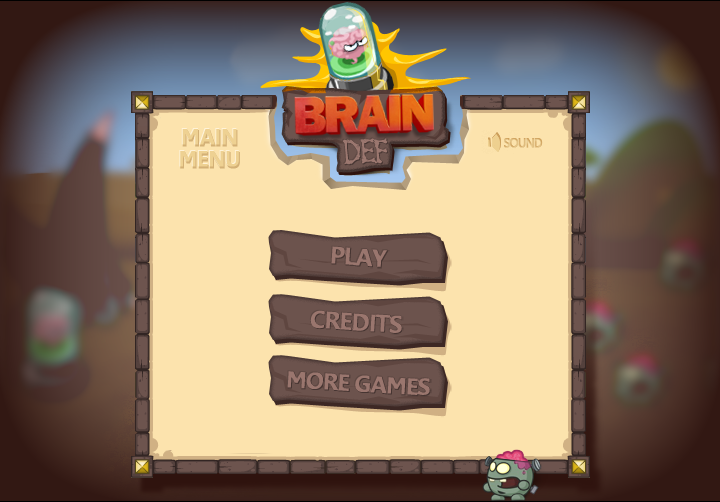 BRAIN
DEF
MAIN
MENU
SOUND
PLAY
CREDITS
MORE GAMES